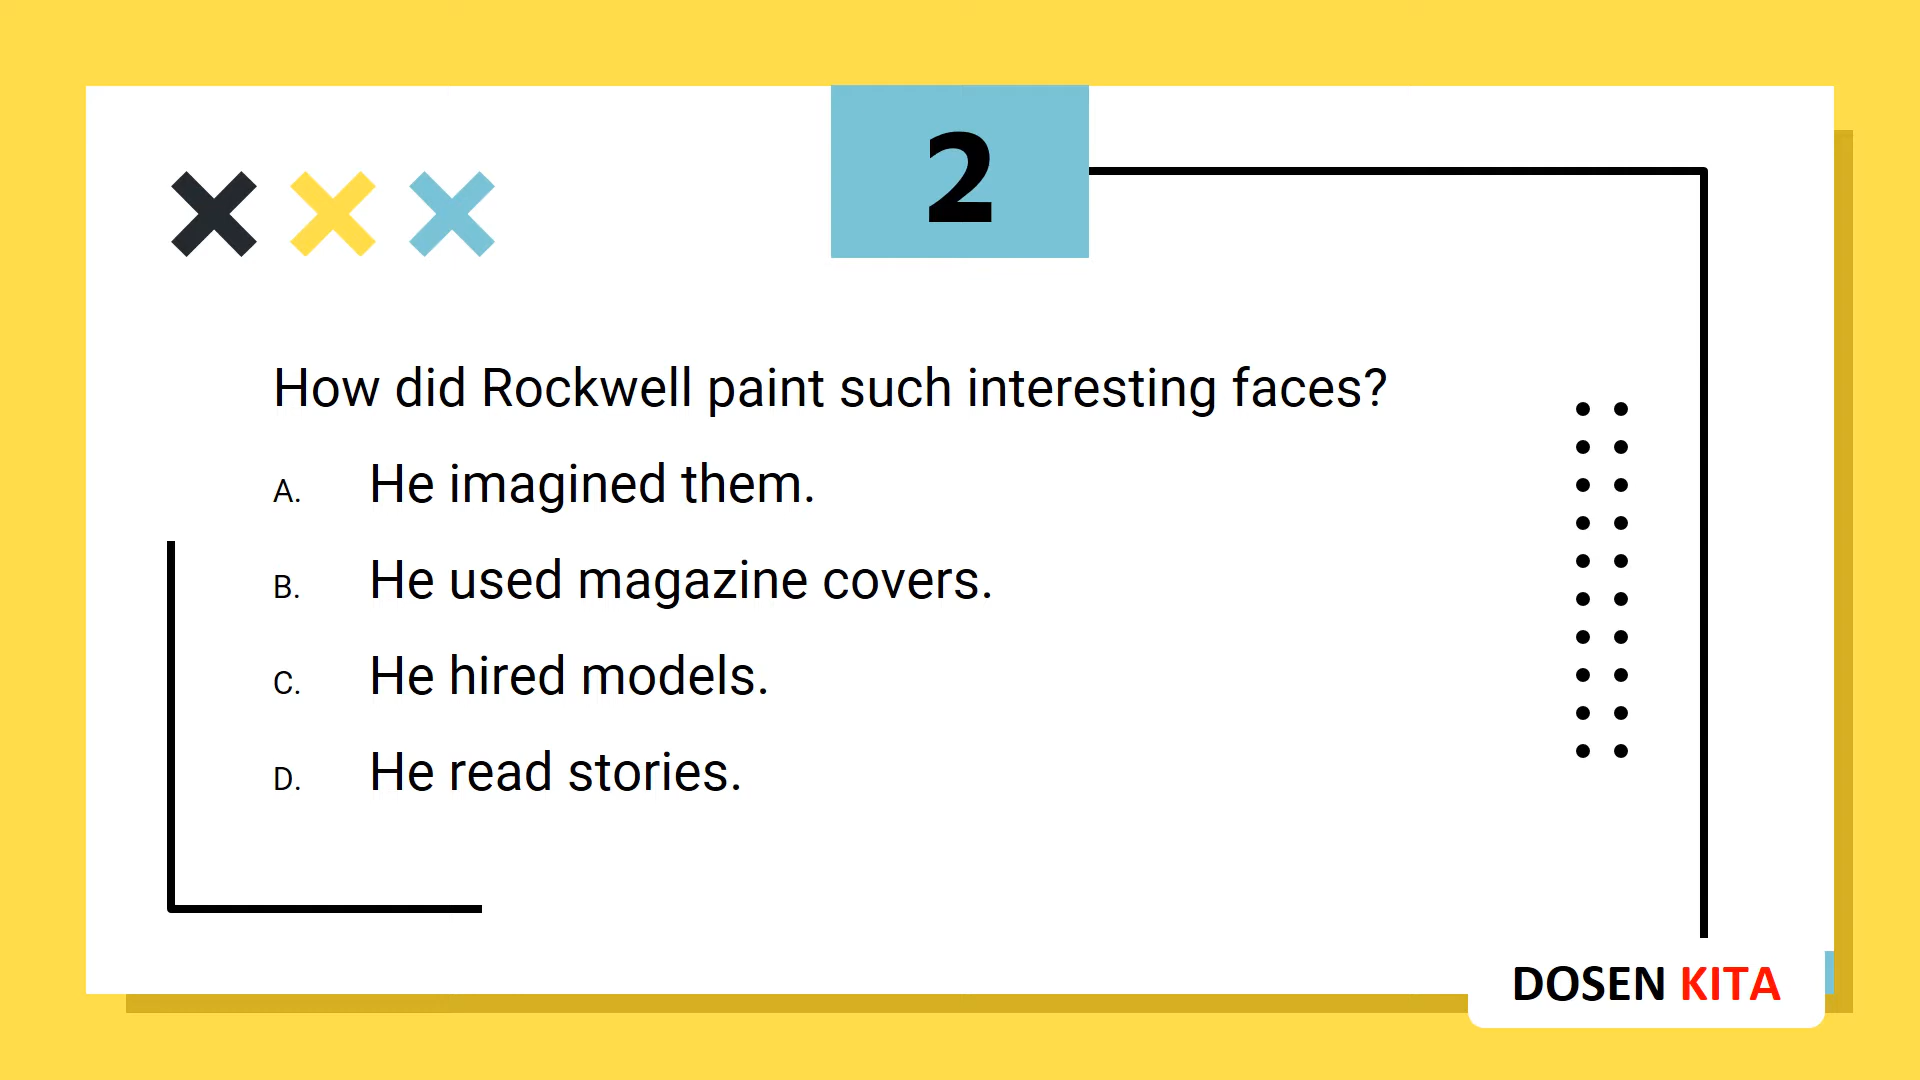 2
How did Rockwell paint such interesting faces?
A. He imagined them.
B. He used magazine covers.
C. He hired models.
D. He read stories.
DOSEN KITA